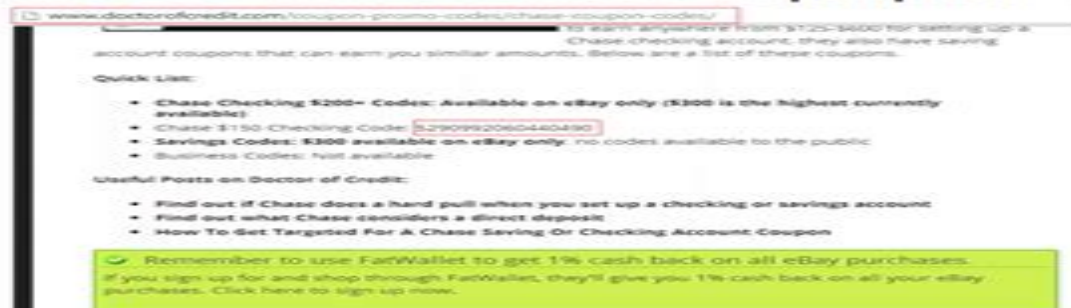 www.doctorofcredit.com/coupon-promo-codes/chase-coupon-codes/
to earn anywhere from $125-$600 for setting up a
Chase checking account, they also have saving
account coupons that can earn you similar amounts. Below are a list of these coupons.
Quick List:
Chase Checking $200+ Codes: Available on eBay only ($300 is the highest currently
available)
Chase $150 Checking Code:
Savings Codes: $300 available on eBay only, no codes available to the public
Business Codes: Not available
Useful Posts on Doctor of Credit:
Find out if Chase does a hard pull when you set up a checking or savings account
Find out what Chase considers a direct deposit
How To Get Targeted For A Chase Saving Or Checking Account Coupon
Remember to use FatWallet to get 1% cash back on all eBay purchases
If you sign up for and shop through FatWallet, they'll give you 1% cash back on all your eBay
purchases. Click here to sign up now.